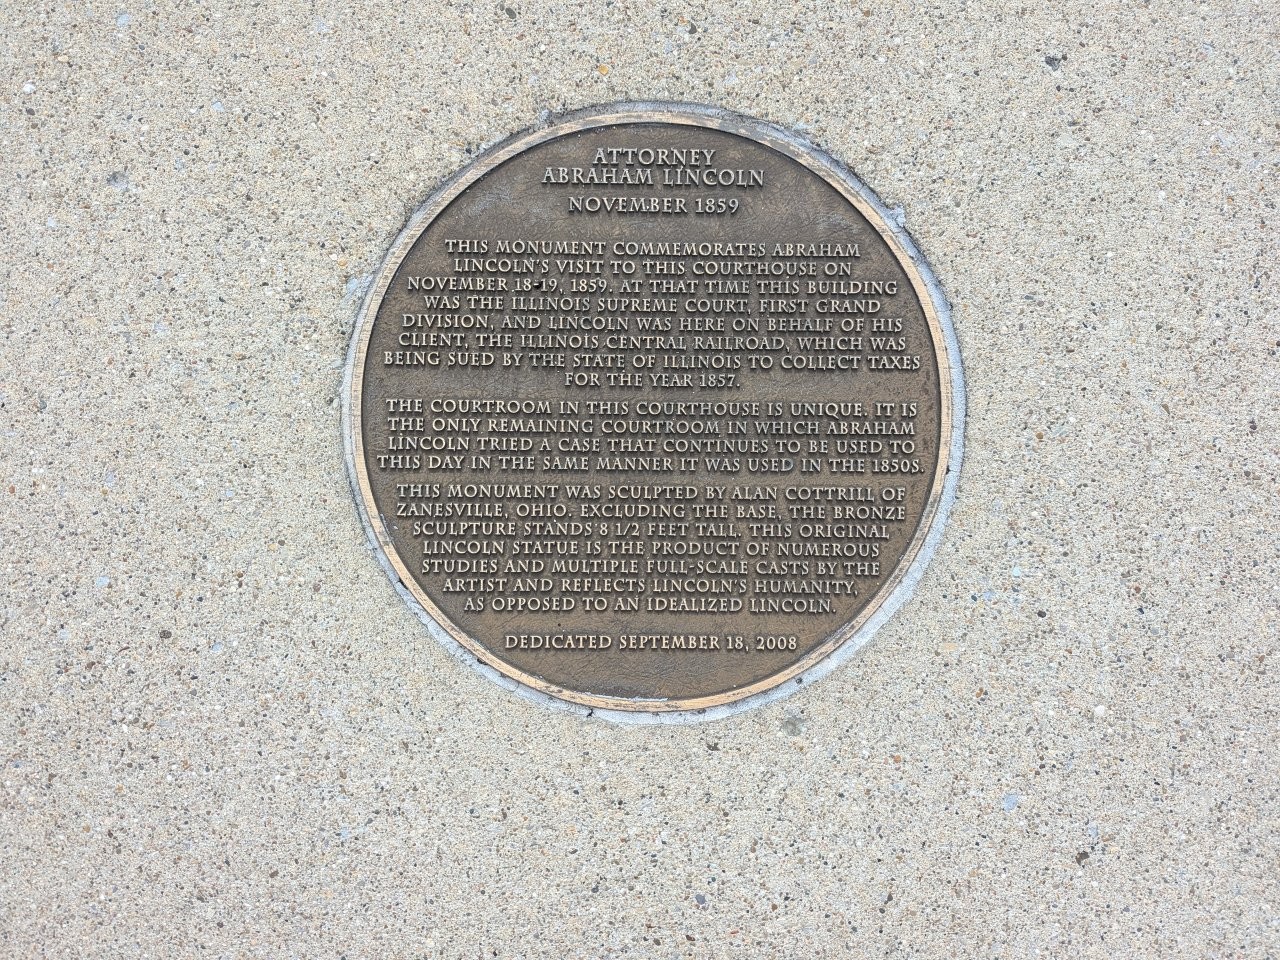 ATTORNEY
ABRAHAM LINCOLN
NOVEMBER 1859
THIS MONUMENT COMMEMORATES ABRAHAM
LINCOLN'S VISIT TO THIS COURTHOUSE ON
NOVEMBER 18-19, 1859. AT THAT TIME THIS BUILDING
WAS THE ILLINOIS SUPREME COURT, FIRST GRAND
DIVISION, AND LINCOLN WAS HERE ON BEHALF OF HIS
CLIENT, THE ILLINOIS CENTRAL RAILROAD, WHICH WAS
BEING SUED BY THE STATE OF ILLINOIS TO COLLECT TAXES
FOR THE YEAR 1857.
THE COURTROOM IN THIS COURTHOUSE IS UNIQUE. IT IS
THE ONLY REMAINING COURTROOM IN WHICH ABRAHAM
LINCOLN TRIED A CASE THAT CONTINUES TO BE USED TO
THIS DAY IN THE SAME MANNER IT WAS USED IN THE 1850S.
THIS MONUMENT WAS SCULPTED BY ALAN COTTRILL OF
ZANESVILLE, OHIO. EXCLUDING THE BASE, THE BRONZE
SCULPTURE STANDS 8 1/2 FEET TALL. THIS ORIGINAL
LINCOLN STATUE IS THE PRODUCT OF NUMEROUS
STUDIES AND MULTIPLE FULL-SCALE CASTS BY THE
ARTIST AND REFLECTS LINCOLN'S HUMANITY,
AS OPPOSED TO AN IDEALIZED LINCOLN.
DEDICATED SEPTEMBER 18, 2008